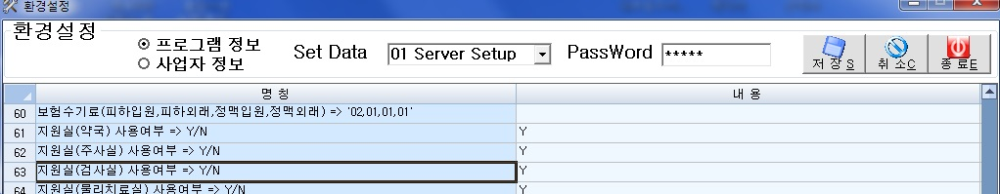 환경설정
환경설정
프로그램 정보
사업자 정보
Set Data
01 Server Setup
PassWord
*****
저 장S
취 소C
종 료E
명 칭
내 용
60 보험수기료(피하입원,피하외래,정맥입원,정맥외래) => '02,01,01,01'
61 지원실(약국) 사용여부 => Y/N Y
62 지원실(주사실) 사용여부 => Y/N Y
63 지원실(검사실) 사용여부 => Y/N Y
64 지원실(물리치료실) 사용여부 => Y/N Y